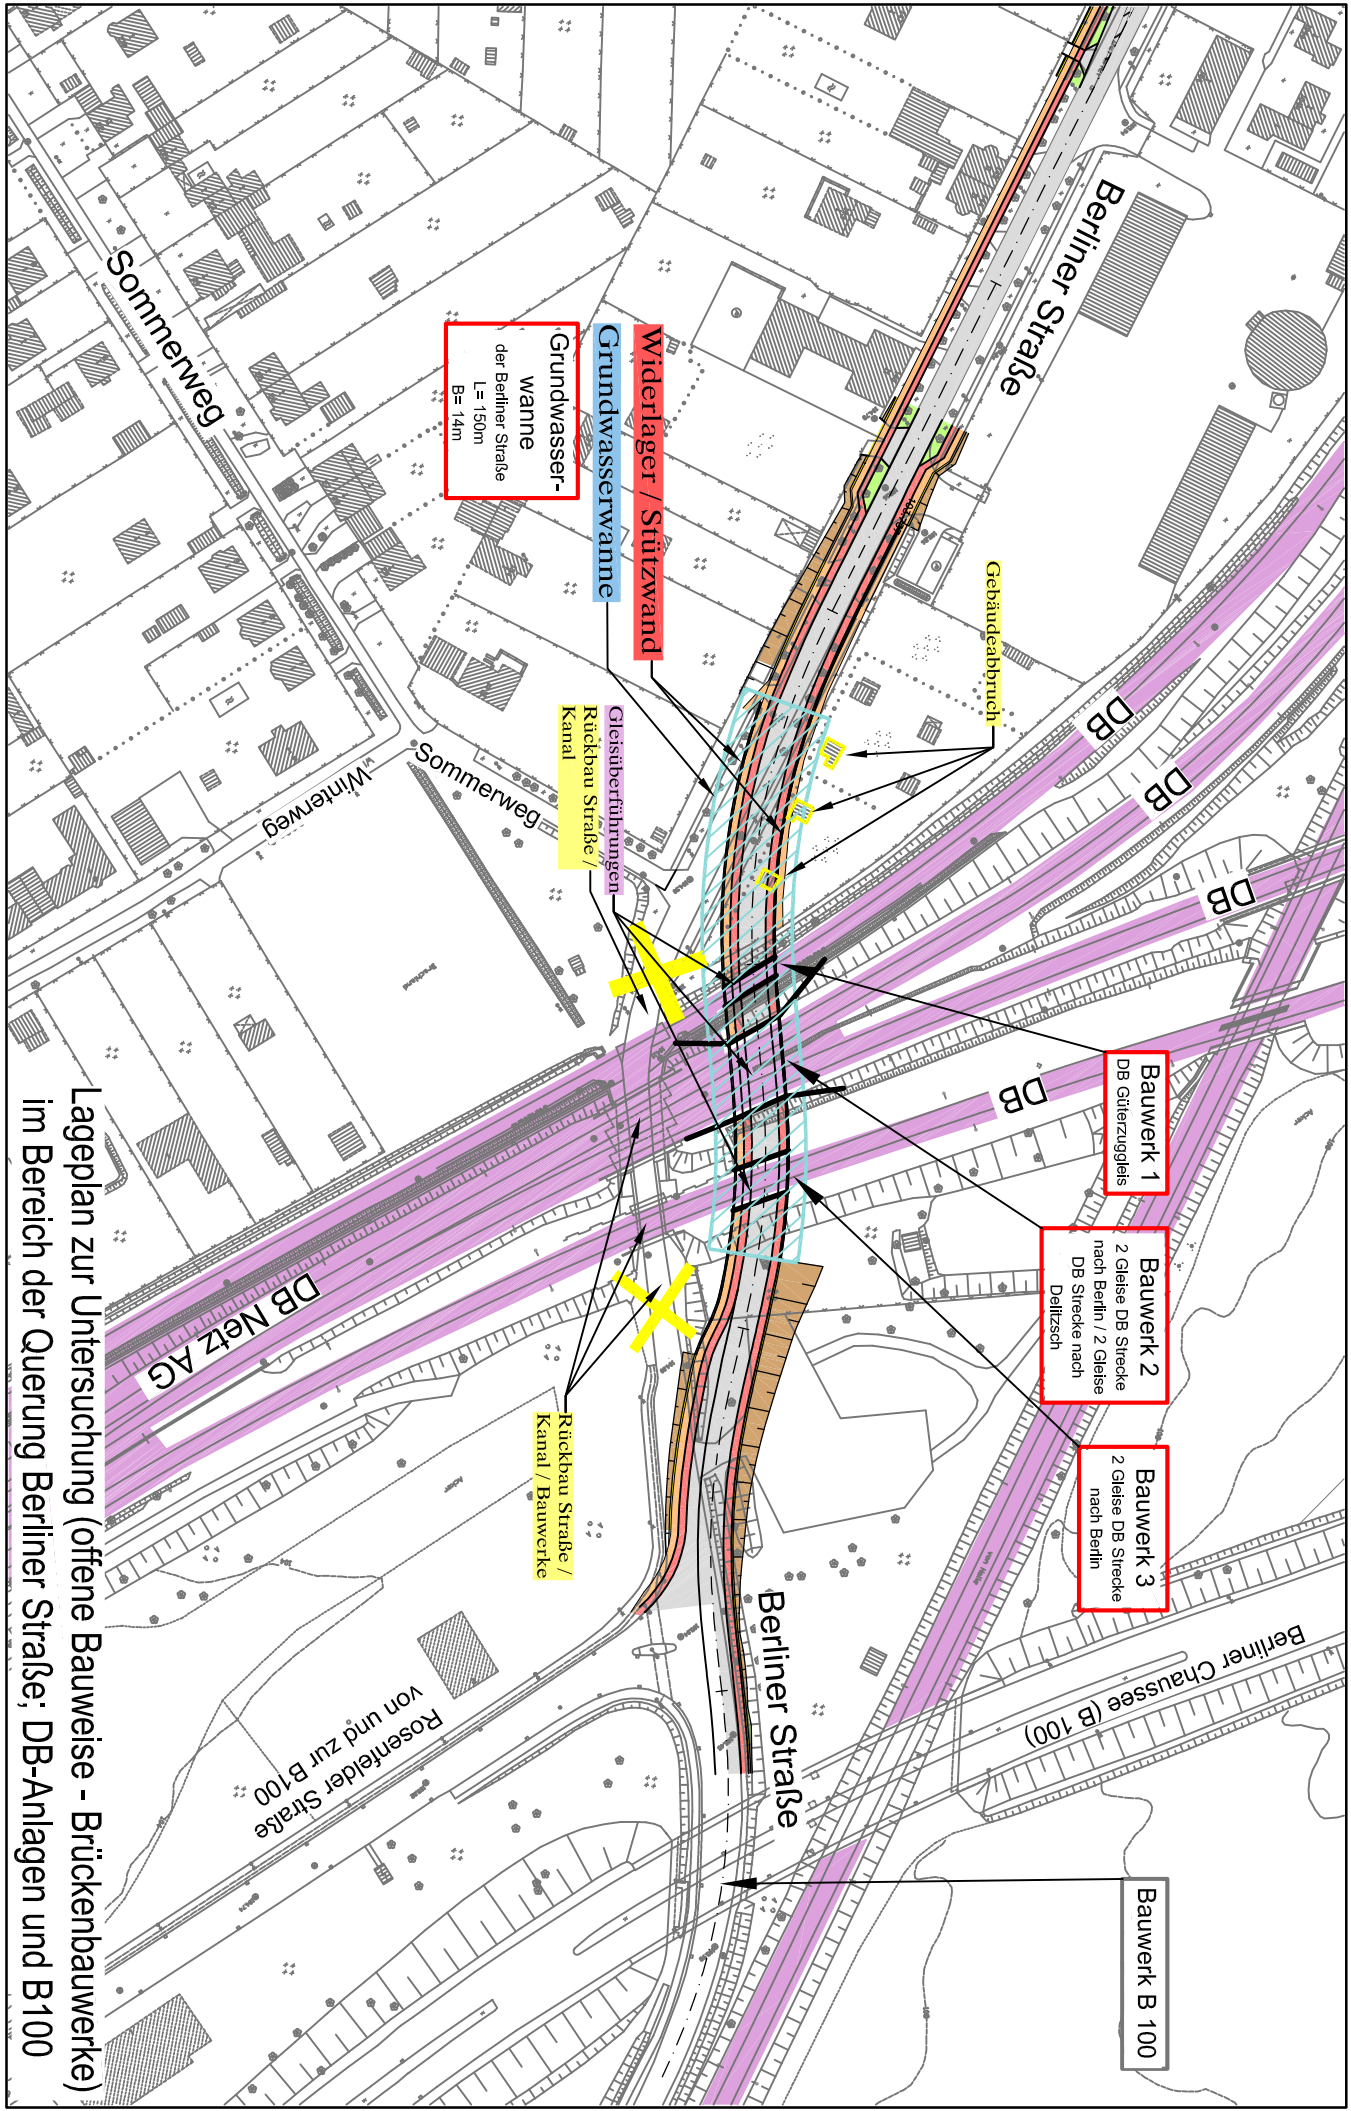 Berliner Straße
Sommerweg
Widerlager / Stützwand
Grundwasserwanne
Grundwasser-
wanne
der Berliner Straße
L= 150m
B= 14m
Gebäudeabbruch
DB
DB
DB
DB
Sommerweg
Winterweg
Gleisüberführungen
Rückbau Straße /
Kanal
Bauwerk 1
DB Güterzuggleis
Bauwerk 2
2 Gleise DB Strecke
nach Berlin / 2 Gleise
DB Strecke nach
Delitzsch
Bauwerk 3
2 Gleise DB Strecke
nach Berlin
DB Netz AG
Rückbau Straße /
Kanal / Bauwerke
Berliner Straße
Berliner Chaussee (B 100)
Rosenfelder Straße
von und zur B100
Bauwerk B 100
Lageplan zur Untersuchung (offene Bauweise - Brückenbauwerke)
im Bereich der Querung Berliner Straße; DB-Anlagen und B100